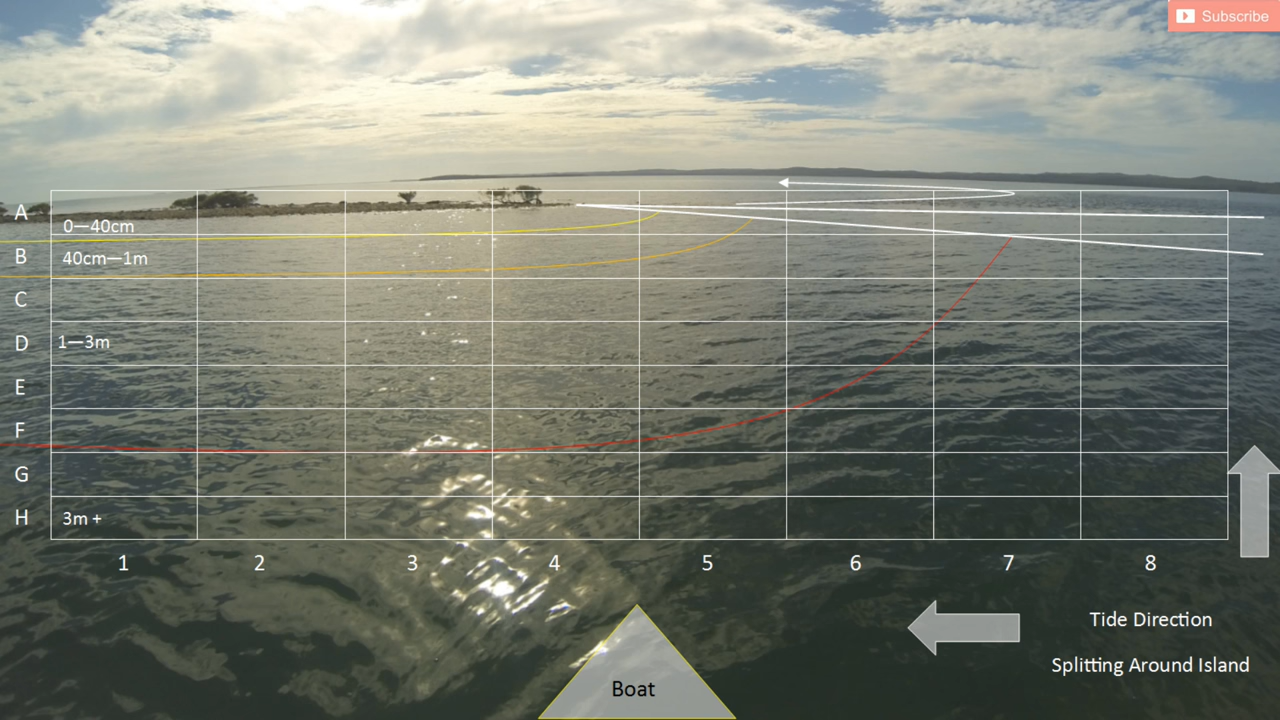 Subscribe
A
0—40cm
B
40cm—1m
C
D
1—3m
E
F
G
H
3m +
1 2 3 4 5 6 7 8
Tide Direction
Splitting Around Island
Boat